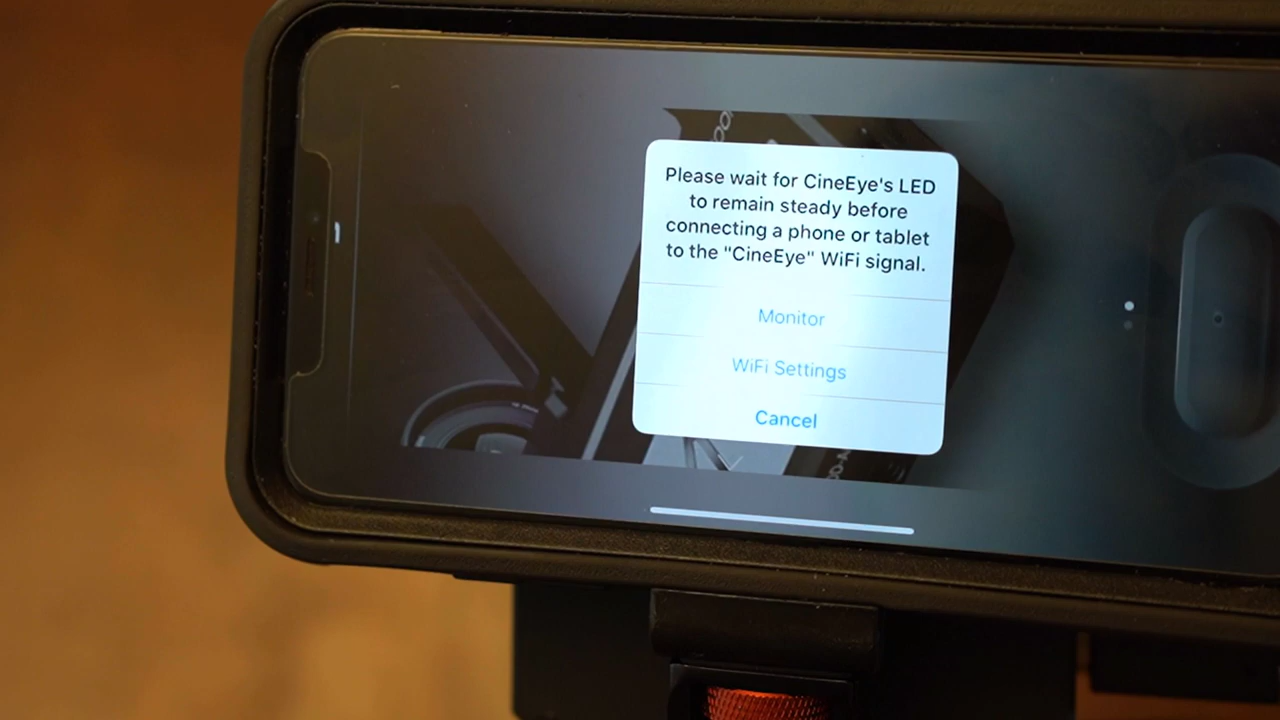 Please wait for CineEye's LED
to remain steady before
connecting a phone or tablet
to the "CineEye" WiFi signal.
Monitor
WiFi Settings
Cancel